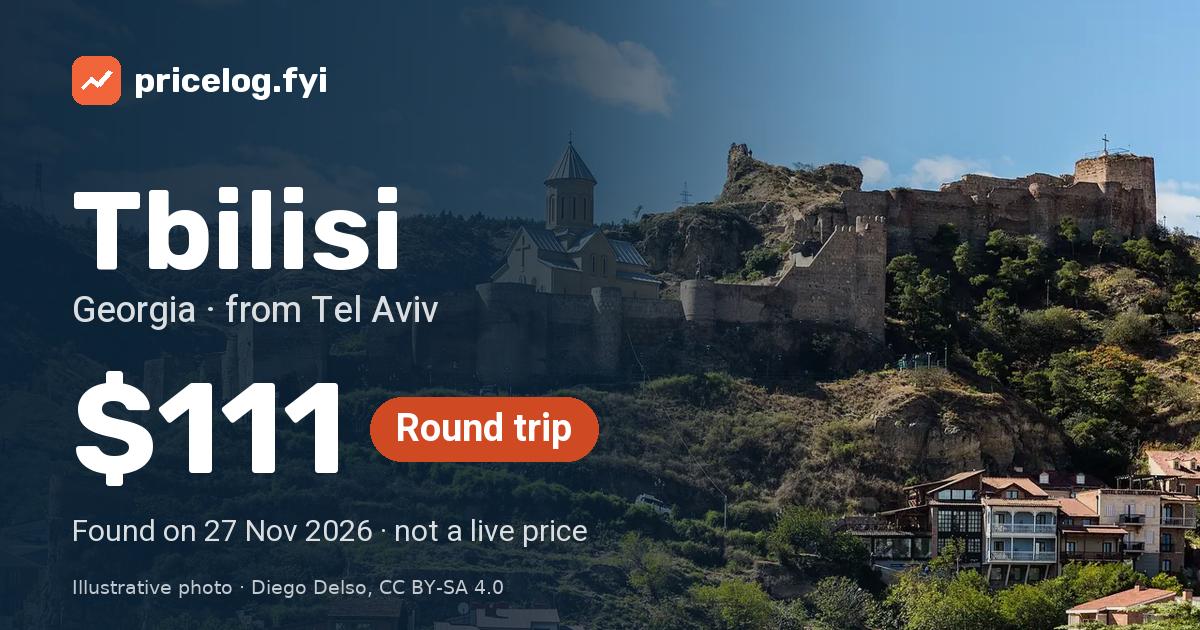 pricelog.fyi
Tbilisi
Georgia · from Tel Aviv
$111 Round trip
Found on 27 Nov 2026 · not a live price
Illustrative photo · Diego Delso, CC BY-SA 4.0